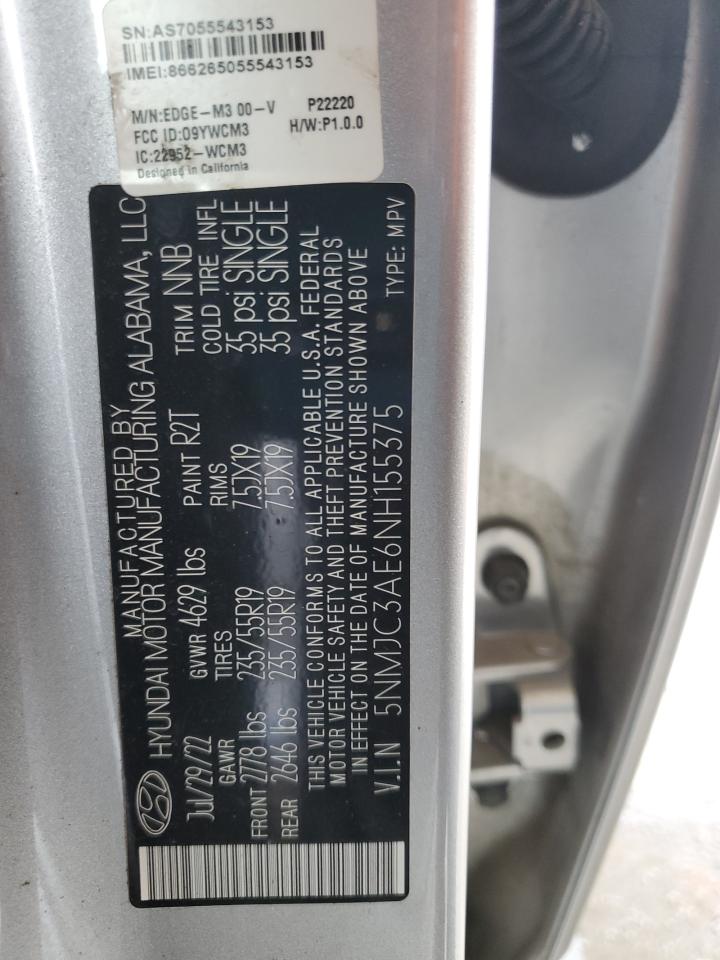 SN:AS7055543153
IMEI:866265055543153
M/N:EDGE-M3 00-V P22220
FCC ID:O9YWCM3 H/W:P1.0.0
IC:22952-WCM3
Designed in California
MANUFACTURED BY
HYUNDAI MOTOR MANUFACTURING ALABAMA, LLC
Jul/29/22 GVWR 4629 lbs PAINT R2T TRIM NNB
GAWR TIRES RIMS COLD TIRE INFL
FRONT 2778 lbs 235/55R19 7.5JX19 35 psi SINGLE
REAR 2646 lbs 235/55R19 7.5JX19 35 psi SINGLE
THIS VEHICLE CONFORMS TO ALL APPLICABLE U.S.A. FEDERAL
MOTOR VEHICLE SAFETY AND THEFT PREVENTION STANDARDS
IN EFFECT ON THE DATE OF MANUFACTURE SHOWN ABOVE
V.I.N 5NMJC3AE6NH155375 TYPE: MPV